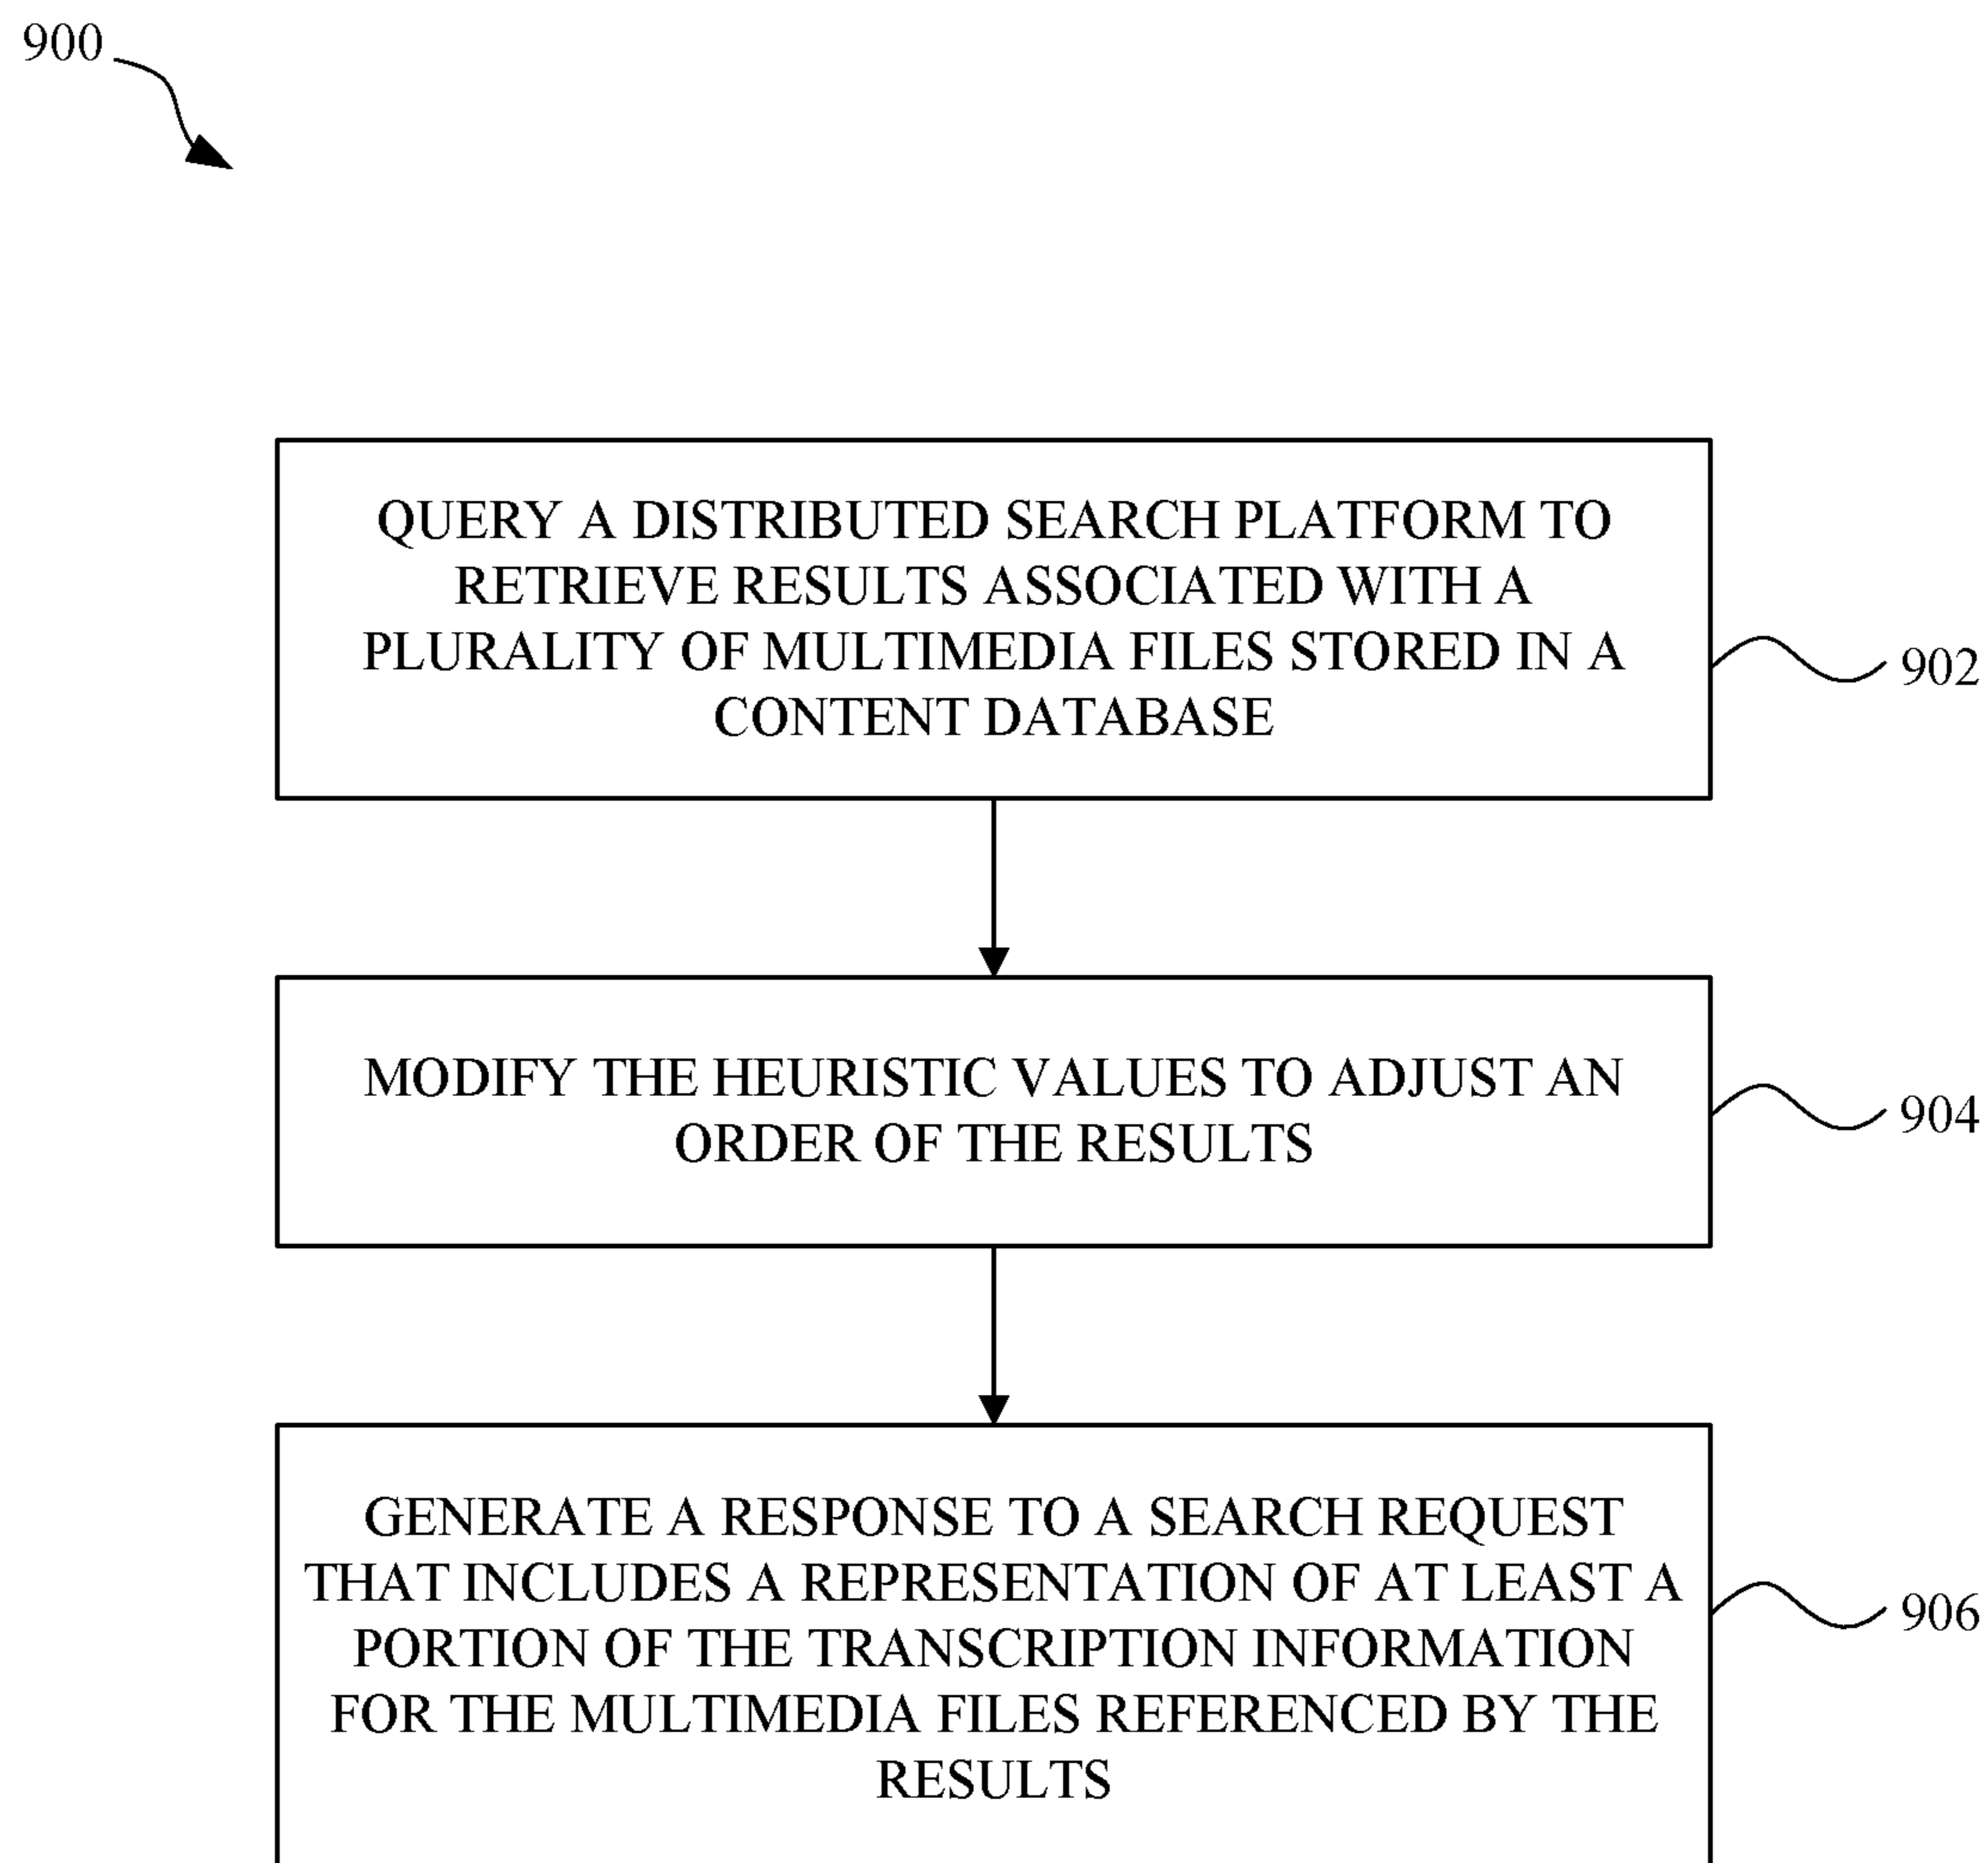 900
QUERY A DISTRIBUTED SEARCH PLATFORM TO
RETRIEVE RESULTS ASSOCIATED WITH A
PLURALITY OF MULTIMEDIA FILES STORED IN A
CONTENT DATABASE
902
MODIFY THE HEURISTIC VALUES TO ADJUST AN
ORDER OF THE RESULTS
904
GENERATE A RESPONSE TO A SEARCH REQUEST
THAT INCLUDES A REPRESENTATION OF AT LEAST A
PORTION OF THE TRANSCRIPTION INFORMATION
FOR THE MULTIMEDIA FILES REFERENCED BY THE
RESULTS
906